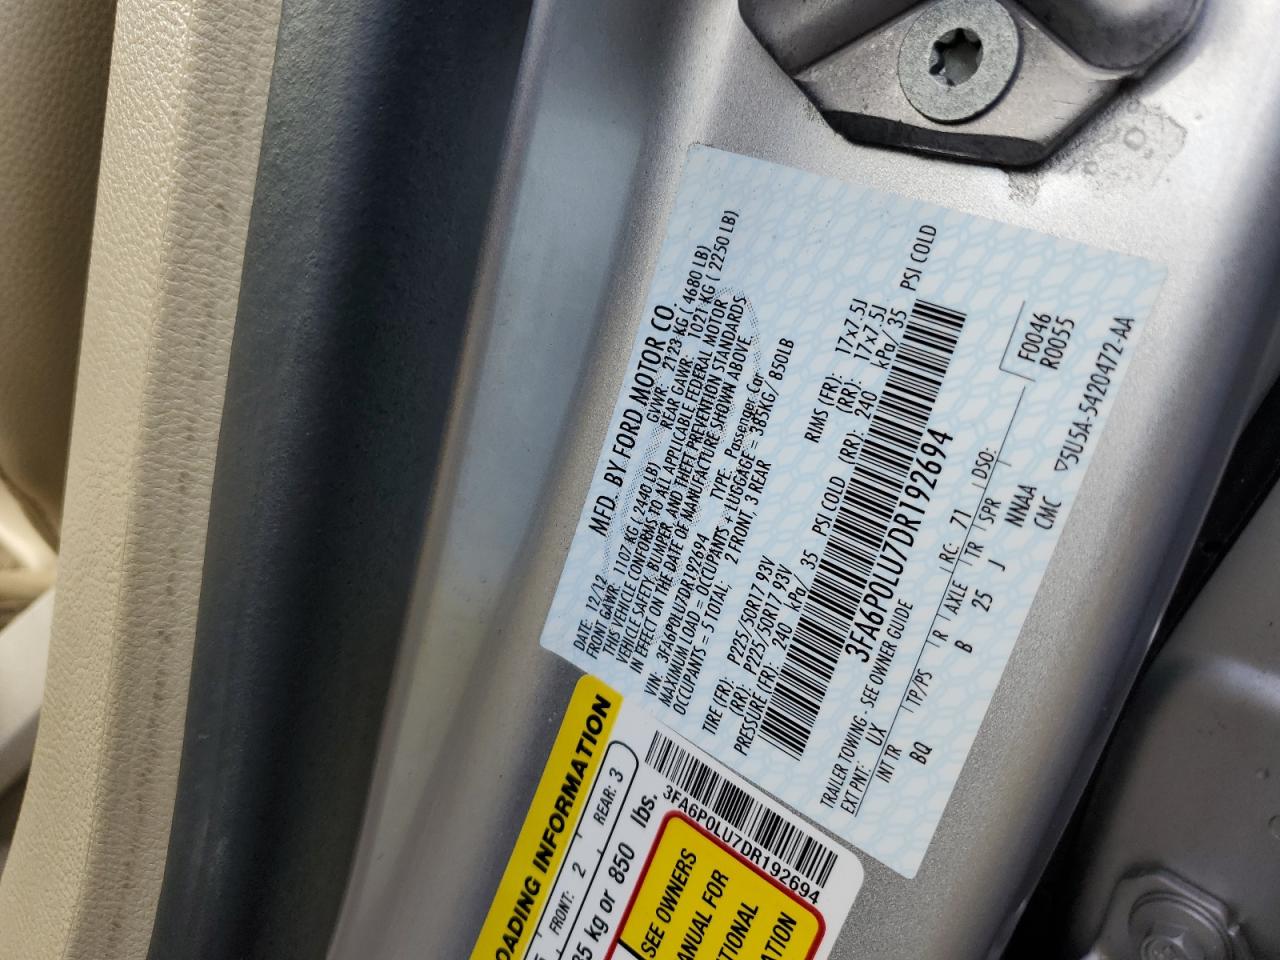 MFD. BY FORD MOTOR CO.
DATE: 12/12 GVWR: 2123 KG ( 4680 LB)
FRONT GAWR: 1107 KG ( 2440 LB) REAR GAWR: 1021 KG ( 2250 LB)
THIS VEHICLE CONFORMS TO ALL APPLICABLE FEDERAL MOTOR
VEHICLE SAFETY, BUMPER, AND THEFT PREVENTION STANDARDS
IN EFFECT ON THE DATE OF MANUFACTURE SHOWN ABOVE.
VIN: 3FA6P0LU7DR192694 TYPE: Passenger Car
MAXIMUM LOAD = OCCUPANTS + LUGGAGE = 385KG/ 850LB
OCCUPANTS = 5 TOTAL 2 FRONT, 3 REAR
TIRE (FR): P225/50R17 93V RIMS (FR): 17x7.5J
(RR): P225/50R17 93V (RR): 17x7.5J
PRESSURE (FR): 240 kPa/ 35 PSI COLD (RR): 240 kPa/ 35 PSI COLD
3FA6P0LU7DR192694
TRAILER TOWING - SEE OWNER GUIDE
EXT PNT: UX RC: 71 DSO: F0046
R0055
INT TR TP/PS R AXLE TR SPR
BQ B 25 J NNAA
CMC
▽5U5A-5420472-AA
LOADING INFORMATION
FRONT: 2 REAR: 3
385 kg or 850 lbs.
3FA6P0LU7DR192694
SEE OWNERS
MANUAL FOR